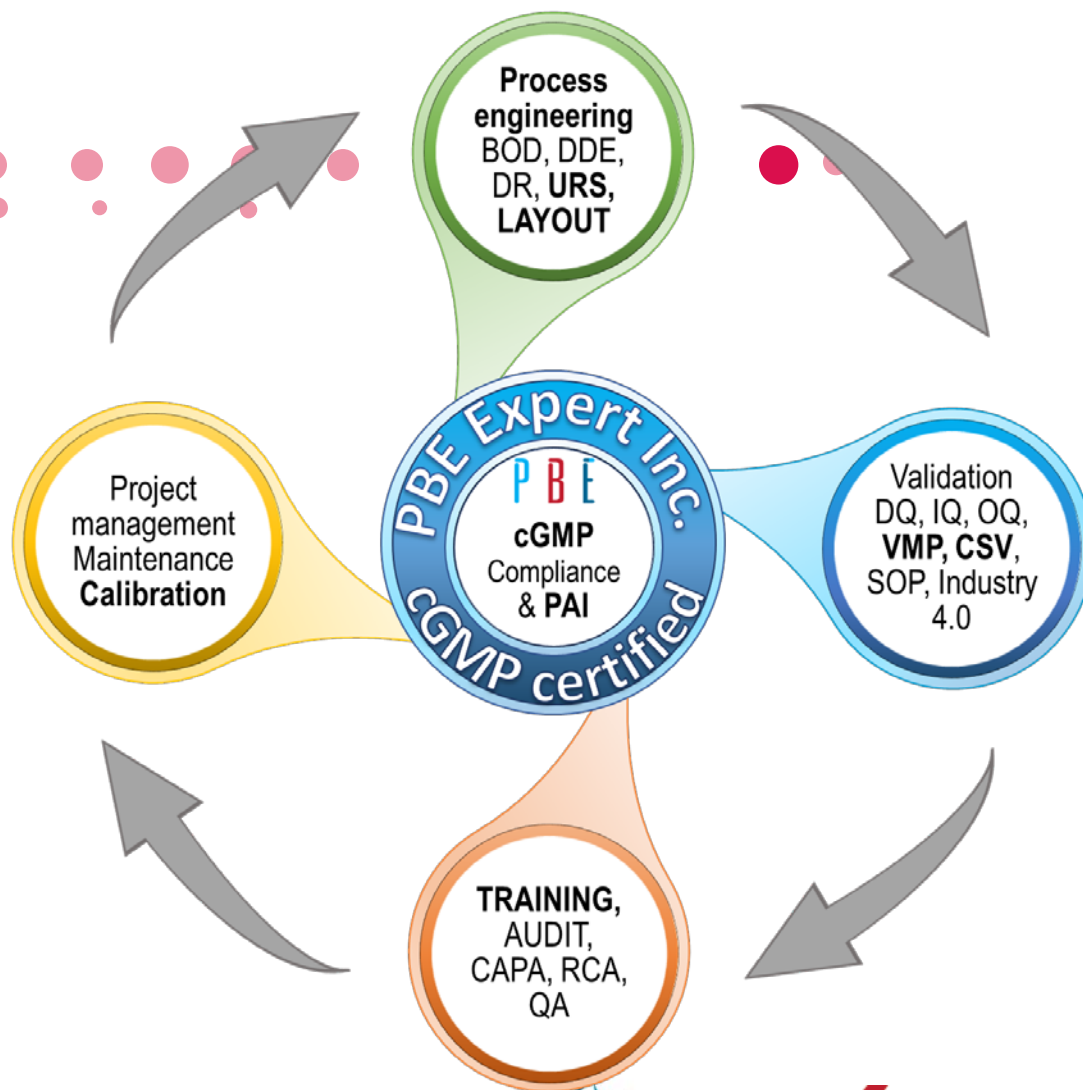 Process
engineering
BOD, DDE,
DR, URS,
LAYOUT
PBE Expert Inc.
PBE
cGMP
Compliance
& PAI
cGMP certified
Validation
DQ, IQ, OQ,
VMP, CSV,
SOP, Industry
4.0
TRAINING,
AUDIT,
CAPA, RCA,
QA
Project
management
Maintenance
Calibration